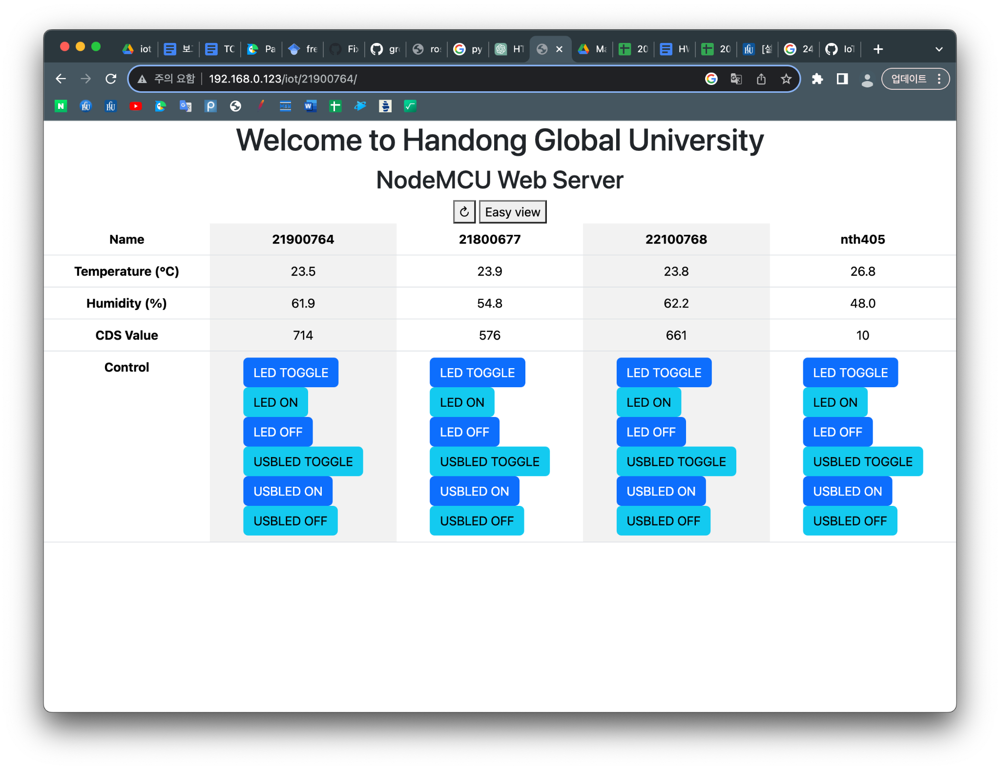 iot
TC
Pa
fre
Fix
gr
ro
py
HT
Ma
20
HW
20
24
IoT
주의 요함 192.168.0.123/iot/21900764/
업데이트
Welcome to Handong Global University
NodeMCU Web Server
↻ Easy view
Name 21900764 21800677 22100768 nth405
Temperature (°C) 23.5 23.9 23.8 26.8
Humidity (%) 61.9 54.8 62.2 48.0
CDS Value 714 576 661 10
Control LED TOGGLE LED TOGGLE LED TOGGLE LED TOGGLE
LED ON LED ON LED ON LED ON
LED OFF LED OFF LED OFF LED OFF
USBLED TOGGLE USBLED TOGGLE USBLED TOGGLE USBLED TOGGLE
USBLED ON USBLED ON USBLED ON USBLED ON
USBLED OFF USBLED OFF USBLED OFF USBLED OFF